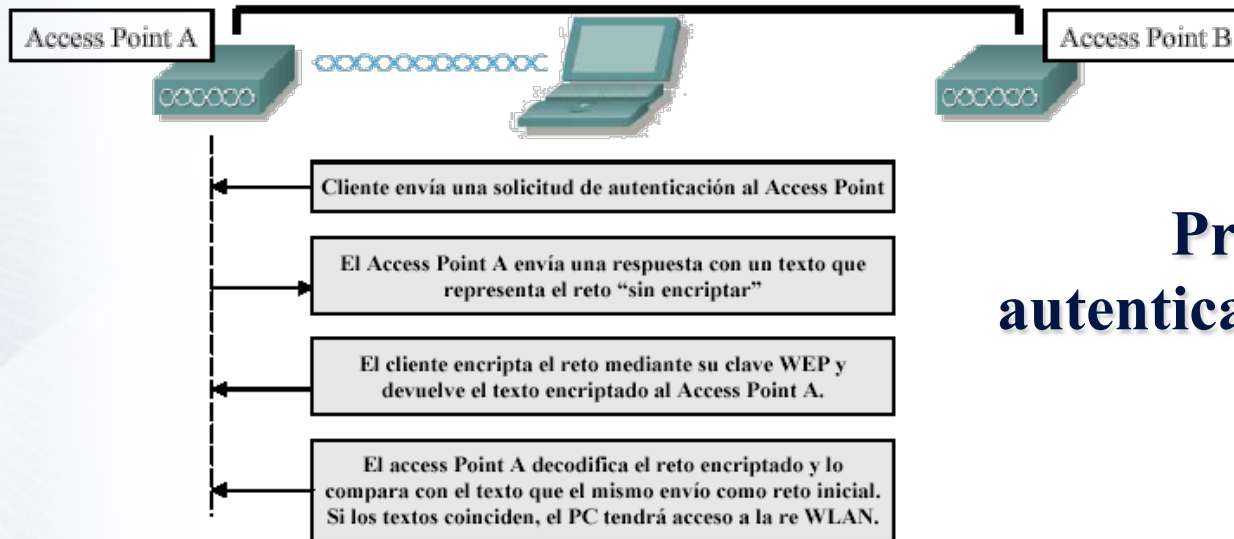 Access Point A
Access Point B
Cliente envía una solicitud de autenticación al Access Point
El Access Point A envía una respuesta con un texto que
representa el reto “sin encriptar”
El cliente encripta el reto mediante su clave WEP y
devuelve el texto encriptado al Access Point A.
El access Point A decodifica el reto encriptado y lo
compara con el texto que el mismo envío como reto inicial.
Si los textos coinciden, el PC tendrá acceso a la re WLAN.
Pr
autentica